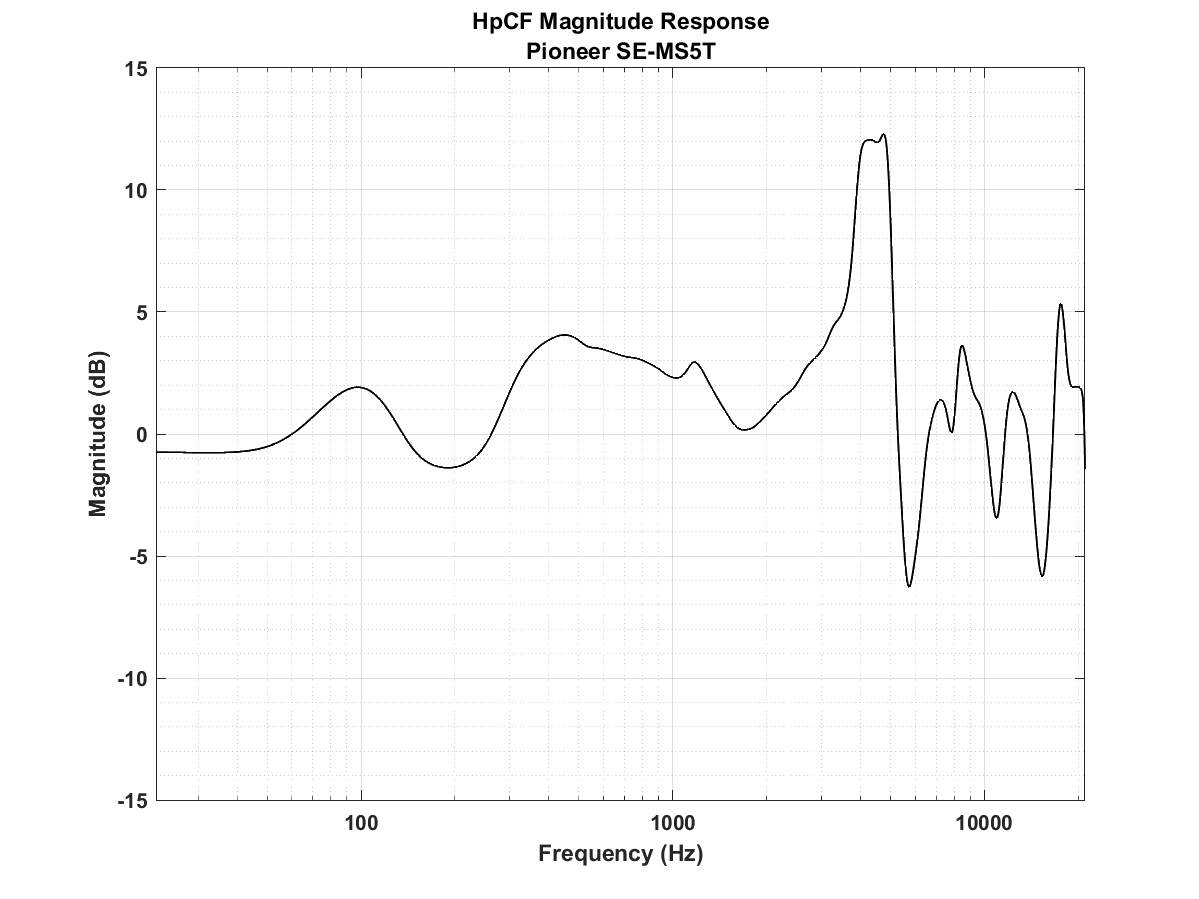 HpCF Magnitude Response
Pioneer SE-MS5T
15
10
5
0
-5
-10
-15
Magnitude (dB)
100
1000
10000
Frequency (Hz)